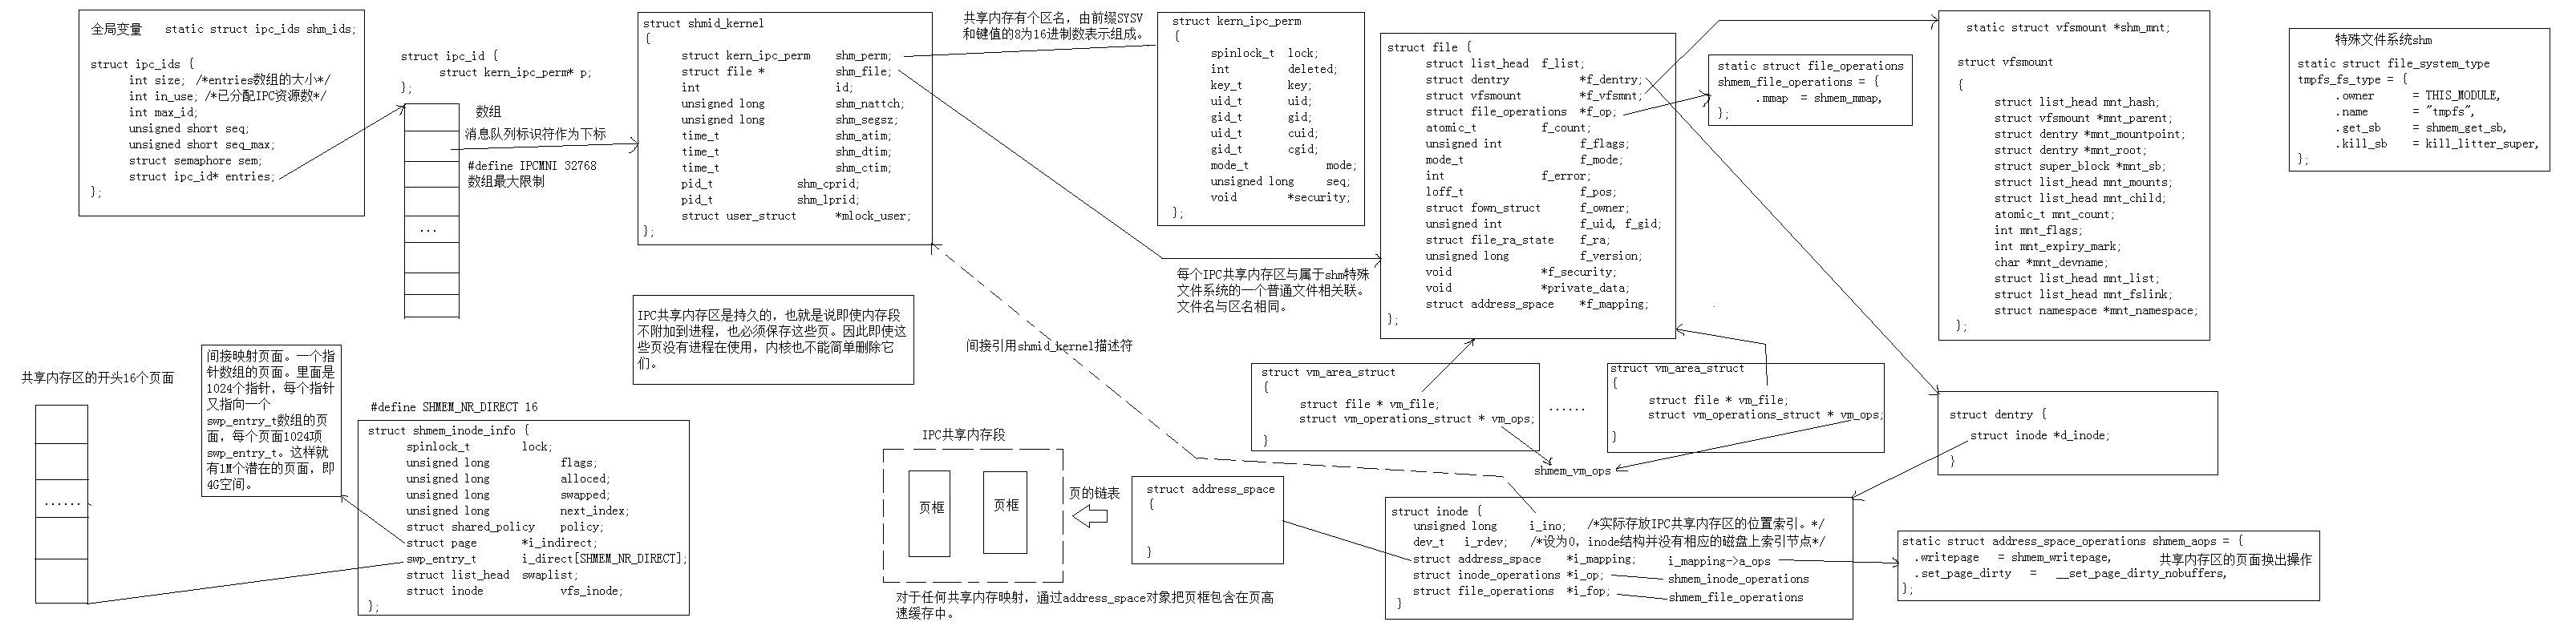 全局变量 static struct ipc_ids shm_ids;
struct ipc_ids {
int size; /*entries数组的大小*/
int in_use; /*已分配IPC资源数*/
int max_id;
unsigned short seq;
unsigned short seq_max;
struct semaphore sem;
struct ipc_id* entries;
};
struct ipc_id {
struct kern_ipc_perm* p;
};
数组
消息队列标识符作为下标
#define IPCMNI 32768
数组最大限制
...
struct shmid_kernel
{
struct kern_ipc_perm shm_perm;
struct file * shm_file;
int id;
unsigned long shm_nattch;
unsigned long shm_segsz;
time_t shm_atim;
time_t shm_dtim;
time_t shm_ctim;
pid_t shm_cprid;
pid_t shm_lprid;
struct user_struct *mlock_user;
};
共享内存有个区名，由前缀SYSV
和键值的8为16进制数表示组成。
struct kern_ipc_perm
{
spinlock_t lock;
int deleted;
key_t key;
uid_t uid;
gid_t gid;
uid_t cuid;
gid_t cgid;
mode_t mode;
unsigned long seq;
void *security;
};
每个IPC共享内存区与属于shm特殊
文件系统的一个普通文件相关联。
文件名与区名相同。
struct file {
struct list_head f_list;
struct dentry *f_dentry;
struct vfsmount *f_vfsmnt;
struct file_operations *f_op;
atomic_t f_count;
unsigned int f_flags;
mode_t f_mode;
int f_error;
loff_t f_pos;
struct fown_struct f_owner;
unsigned int f_uid, f_gid;
struct file_ra_state f_ra;
unsigned long f_version;
void *f_security;
void *private_data;
struct address_space *f_mapping;
};
static struct file_operations
shmem_file_operations = {
.mmap = shmem_mmap,
};
static struct vfsmount *shm_mnt;
struct vfsmount
{
struct list_head mnt_hash;
struct vfsmount *mnt_parent;
struct dentry *mnt_mountpoint;
struct dentry *mnt_root;
struct super_block *mnt_sb;
struct list_head mnt_mounts;
struct list_head mnt_child;
atomic_t mnt_count;
int mnt_flags;
int mnt_expiry_mark;
char *mnt_devname;
struct list_head mnt_list;
struct list_head mnt_fslink;
struct namespace *mnt_namespace;
};
特殊文件系统shm
static struct file_system_type
tmpfs_fs_type = {
.owner = THIS_MODULE,
.name = "tmpfs",
.get_sb = shmem_get_sb,
.kill_sb = kill_litter_super,
};
IPC共享内存区是持久的，也就是说即使内存段
不附加到进程，也必须保存这些页。因此即使这
些页没有进程在使用，内核也不能简单删除它
们。
间接引用shmid_kernel描述符
共享内存区的开头16个页面
......
间接映射页面。一个指
针数组的页面。里面是
1024个指针，每个指针
又指向一个
swp_entry_t数组的页
面，每个页面1024项
swp_entry_t。这样就
有1M个潜在的页面，即
4G空间。
#define SHMEM_NR_DIRECT 16
struct shmem_inode_info {
spinlock_t lock;
unsigned long flags;
unsigned long alloced;
unsigned long swapped;
unsigned long next_index;
struct shared_policy policy;
struct page *i_indirect;
swp_entry_t i_direct[SHMEM_NR_DIRECT];
struct list_head swaplist;
struct inode vfs_inode;
};
IPC共享内存段
页框
页框
页的链表
对于任何共享内存映射，通过address_space对象把页框包含在页高
速缓存中。
struct address_space
{
}
struct vm_area_struct
{
struct file * vm_file;
struct vm_operations_struct * vm_ops;
}
......
struct vm_area_struct
{
struct file * vm_file;
struct vm_operations_struct * vm_ops;
}
shmem_vm_ops
struct dentry {
struct inode *d_inode;
}
struct inode {
unsigned long i_ino; /*实际存放IPC共享内存区的位置索引。*/
dev_t i_rdev; /*设为0，inode结构并没有相应的磁盘上索引节点*/
struct address_space *i_mapping; i_mapping->a_ops
struct inode_operations *i_op; shmem_inode_operations
struct file_operations *i_fop; shmem_file_operations
}
static struct address_space_operations shmem_aops = {
.writepage = shmem_writepage, 共享内存区的页面换出操作
.set_page_dirty = __set_page_dirty_nobuffers,
};